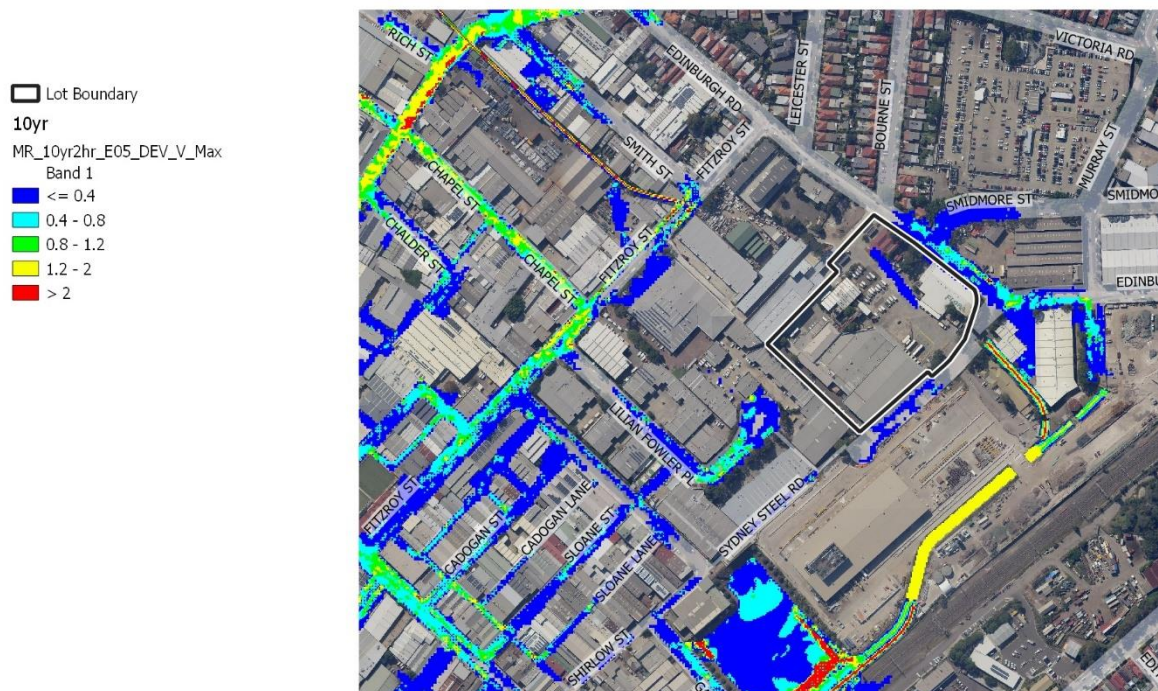 Lot Boundary
10yr
MR_10yr2hr_E05_DEV_V_Max
Band 1
<= 0.4
0.4 - 0.8
0.8 - 1.2
1.2 - 2
> 2
RICH ST
EDINBURGH RD
LEICESTER ST
BOURNE ST
VICTORIA RD
MURRAY ST
SMITH ST
FITZROY ST
CHAPEL ST
SMIDMORE ST
SMIDMO
CHALDER ST
CHAPEL ST
FITZROY ST
EDINBU
LILIAN FOWLER PL
SYDNEY STEEL RD
FITZROY ST
CADOGAN ST
CADOGAN LANE
SLOANE ST
SLOANE LANE
SHIRLOW ST